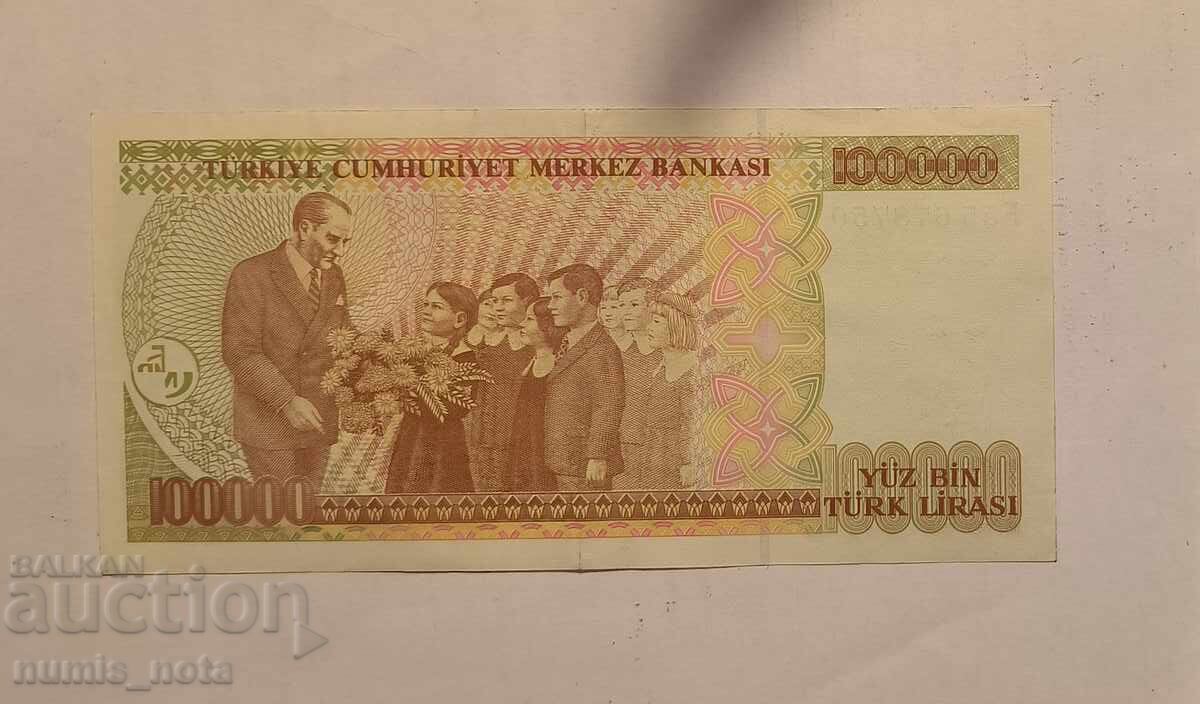 TÜRKİYE CUMHURİYET MERKEZ BANKASI
100000
100000
100000
YÜZ BİN
TÜRK LİRASI
BALKAN
auction
numis_nota